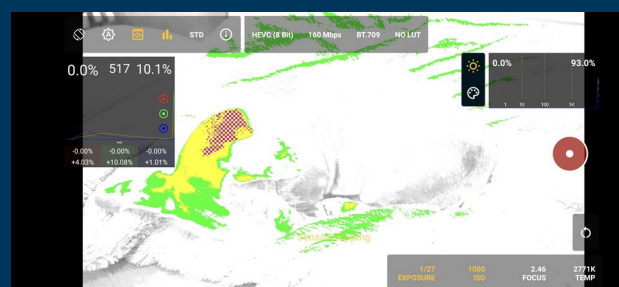 STD
HEVC (8 Bit) 160 Mbps BT.709 NO LUT
0.0% 517 10.1%
0.0% 93.0%
1 10 100 1K
-0.00% -0.00% -0.00%
+4.03% +10.08% +1.01%
1/27 1000 2.46 2771K
EXPOSURE ISO FOCUS TEMP